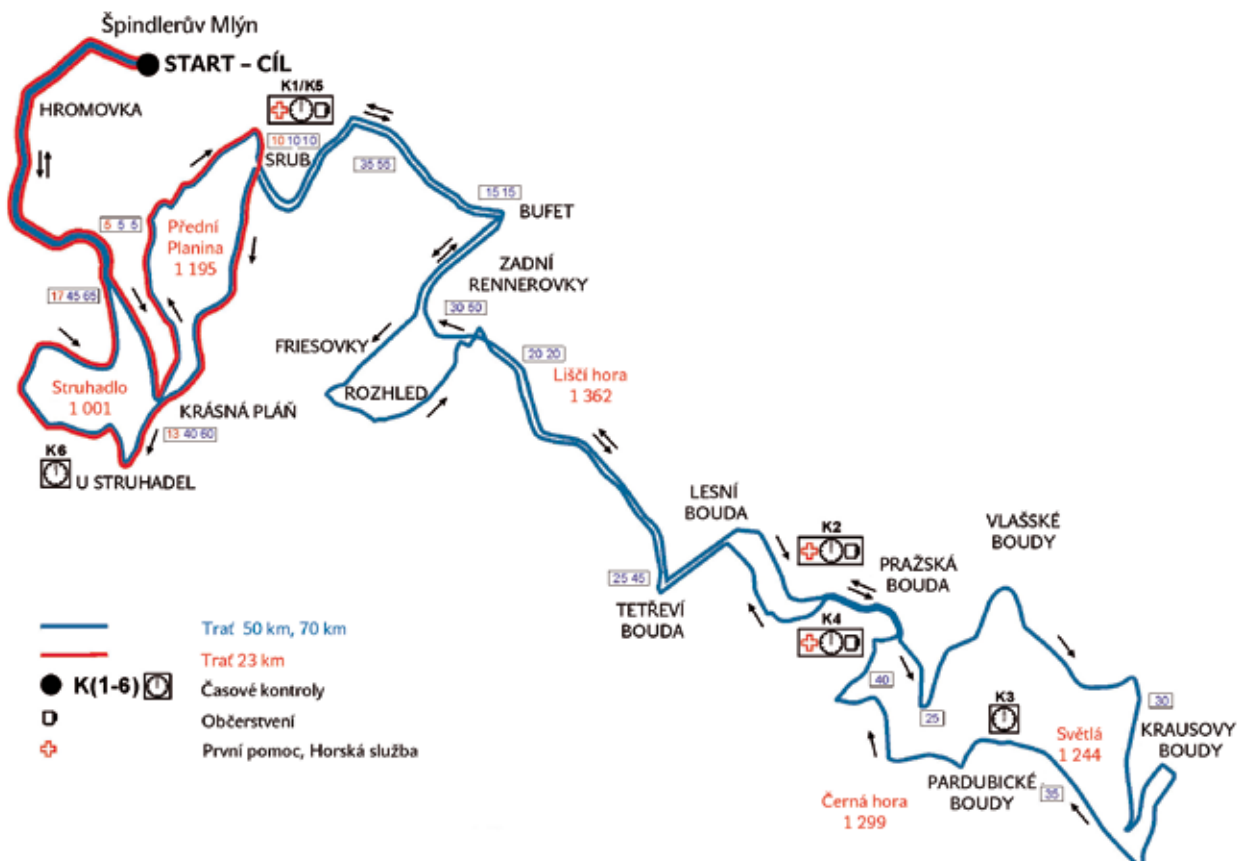 Špindlerův Mlýn
START – CÍL
HROMOVKA
K1/K5
10 10 10
SRUB
35 55
15 15
BUFET
5 5 5
Přední
Planina
1 195
ZADNÍ
RENNEROVKY
17 45 65
30 50
FRIESOVKY
20 20
Liščí hora
1 362
ROZHLED
Struhadlo
1 001
KRÁSNÁ PLÁŇ
13 40 60
K6
U STRUHADEL
LESNÍ
BOUDA
K2
VLAŠSKÉ
BOUDY
PRAŽSKÁ
BOUDA
25 45
TETŘEVÍ
BOUDA
K4
40
25
K3
30
Světlá
1 244
KRAUSOVY
BOUDY
PARDUBICKÉ
BOUDY
35
Černá hora
1 299
Trať 50 km, 70 km
Trať 23 km
K(1-6) Časové kontroly
Občerstvení
První pomoc, Horská služba